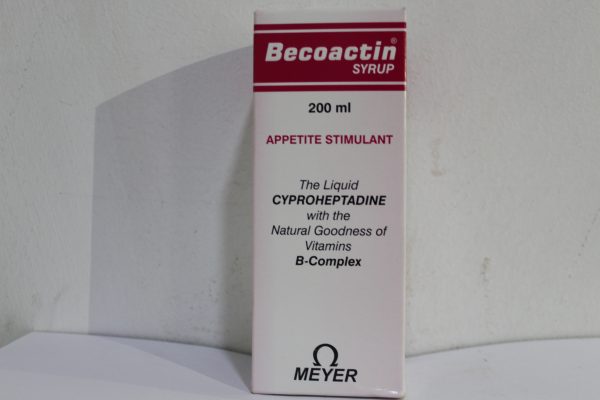 Becoactin®
SYRUP
200 ml
APPETITE STIMULANT
The Liquid
CYPROHEPTADINE
with the
Natural Goodness of
Vitamins
B-Complex
Ω
MEYER